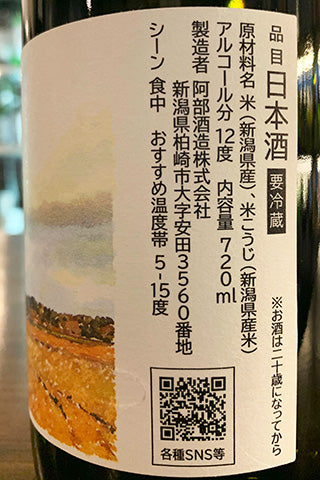 品目 日本酒 要冷蔵
※お酒は二十歳になってから
原材料名 米(新潟県産)、米こうじ(新潟県産米)
アルコール分 12度 内容量 720ml
製造者 阿部酒造株式会社
新潟県柏崎市大字安田3560番地
シーン 食中 おすすめ温度帯 5-15度
各種SNS等